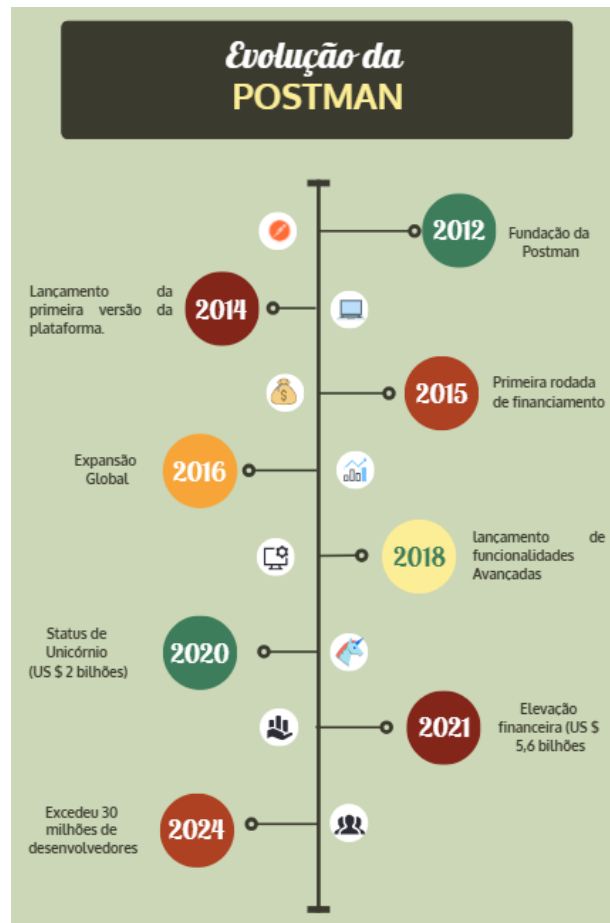 Evolução da
POSTMAN
2012
Fundação da
Postman
Lançamento da
primeira versão da
plataforma.
2014
2015
Primeira rodada
de financiamento
Expansão
Global
2016
2018
lançamento de
funcionalidades
Avançadas
Status de
Unicórnio
(US $ 2 bilhões)
2020
2021
Elevação
financeira (US $
5,6 bilhões
Excedeu 30
milhões de
desenvolvedores
2024